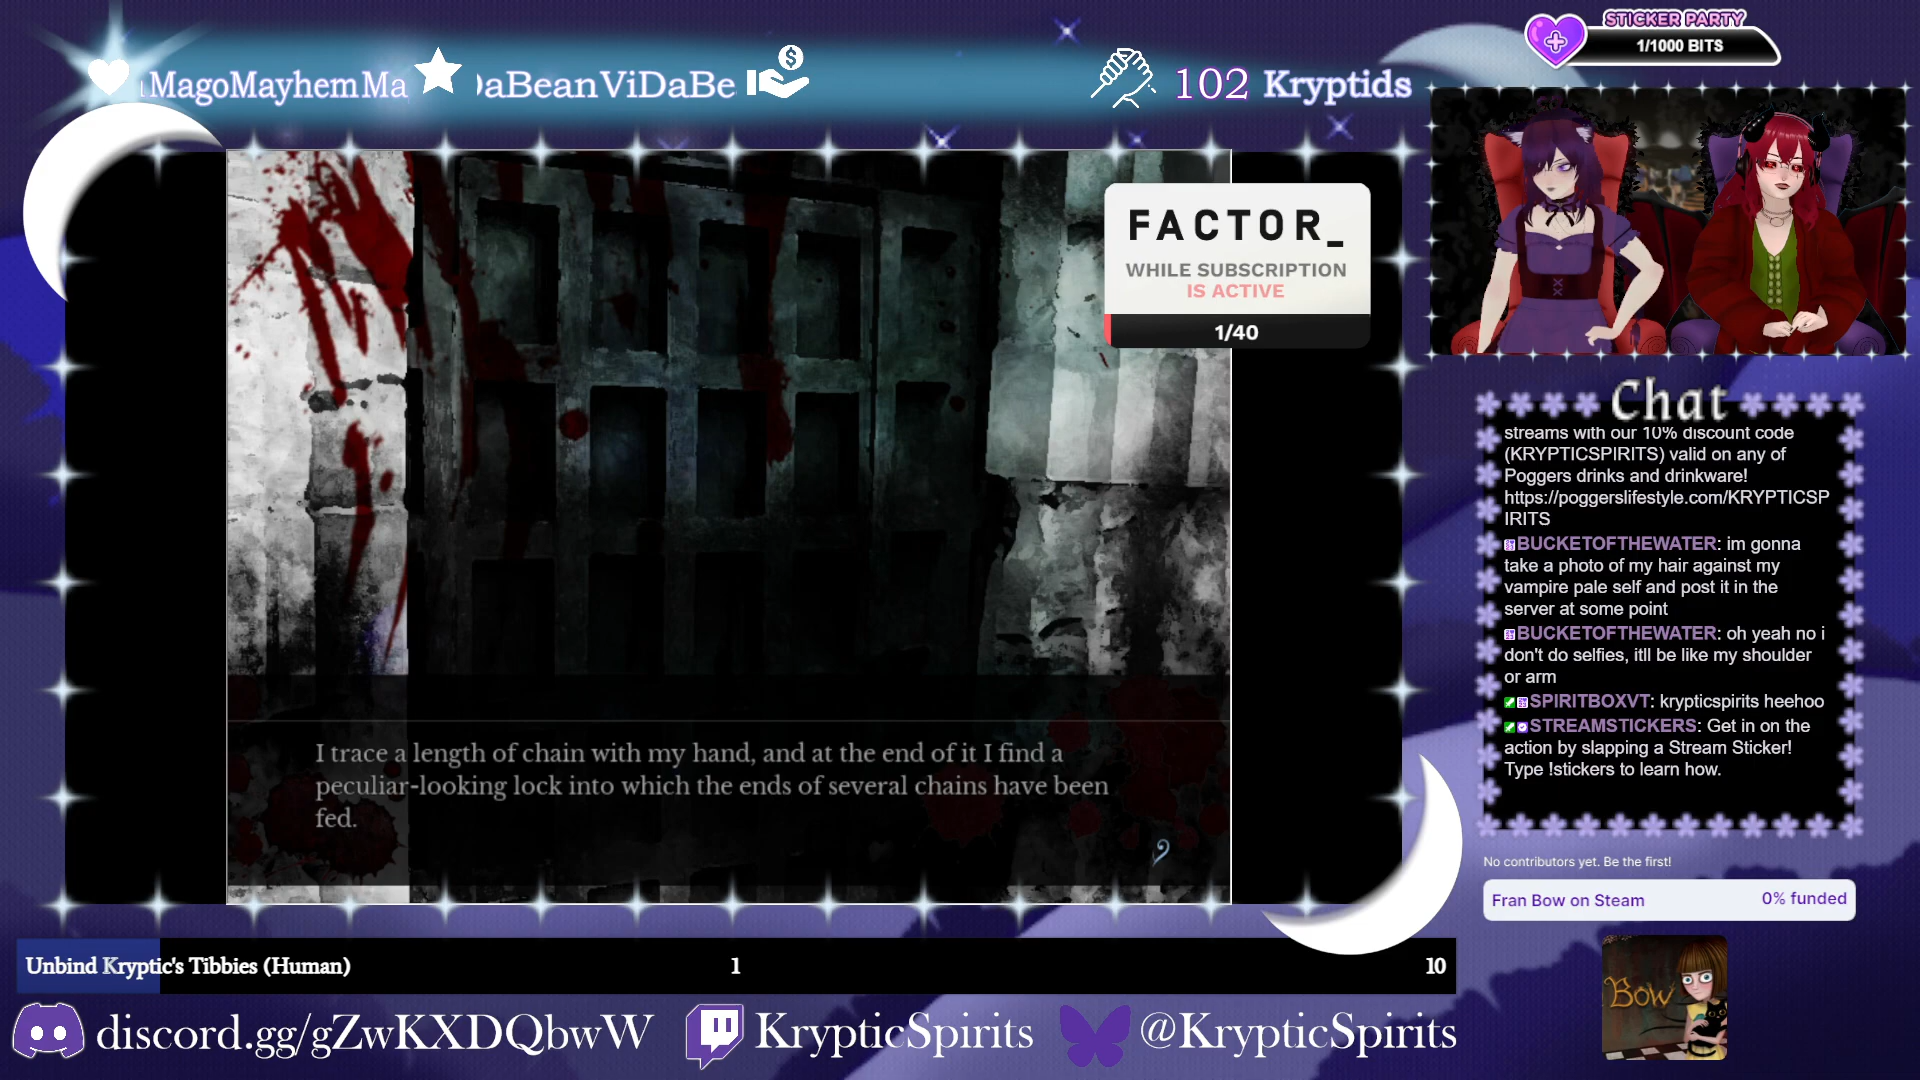 MagoMayhemMa
DaBeanViDaBe
102 Kryptids
STICKER PARTY
1/1000 BITS
FACTOR_
WHILE SUBSCRIPTION
IS ACTIVE
1/40
I trace a length of chain with my hand, and at the end of it I find a
peculiar-looking lock into which the ends of several chains have been
fed.
Chat
streams with our 10% discount code
(KRYPTICSPIRITS) valid on any of
Poggers drinks and drinkware!
https://poggerslifestyle.com/KRYPTICSP
IRITS
BUCKETOFTHEWATER: im gonna
take a photo of my hair against my
vampire pale self and post it in the
server at some point
BUCKETOFTHEWATER: oh yeah no i
don't do selfies, itll be like my shoulder
or arm
SPIRITBOXVT: krypticspirits heehoo
STREAMSTICKERS: Get in on the
action by slapping a Stream Sticker!
Type !stickers to learn how.
No contributors yet. Be the first!
Fran Bow on Steam 0% funded
BOW
Unbind Kryptic's Tibbies (Human) 1 10
discord.gg/gZwKXDQbwW KrypticSpirits @KrypticSpirits